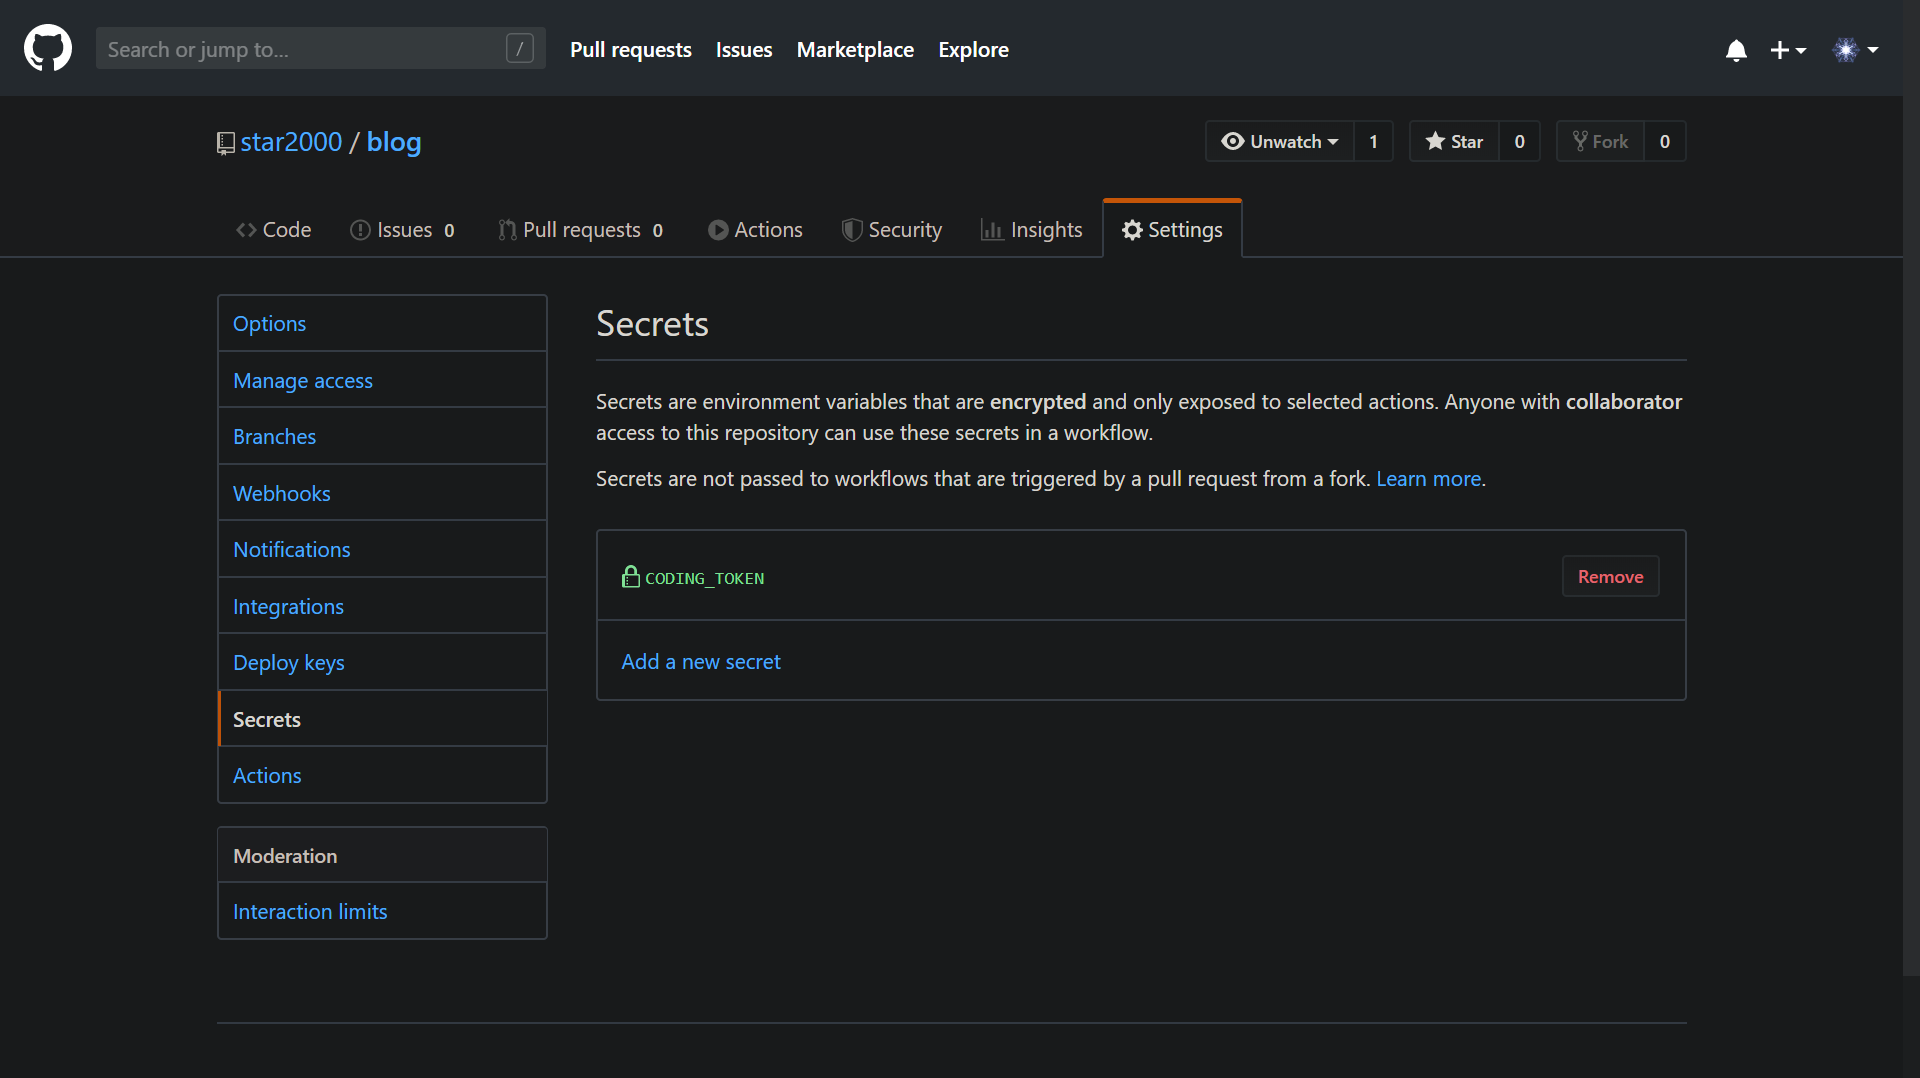 Search or jump to... / Pull requests Issues Marketplace Explore
star2000 / blog Unwatch 1 Star 0 Fork 0
Code Issues 0 Pull requests 0 Actions Security Insights Settings
Options
Manage access
Branches
Webhooks
Notifications
Integrations
Deploy keys
Secrets
Actions
Moderation
Interaction limits
Secrets
Secrets are environment variables that are encrypted and only exposed to selected actions. Anyone with collaborator
access to this repository can use these secrets in a workflow.
Secrets are not passed to workflows that are triggered by a pull request from a fork. Learn more.
CODING_TOKEN Remove
Add a new secret